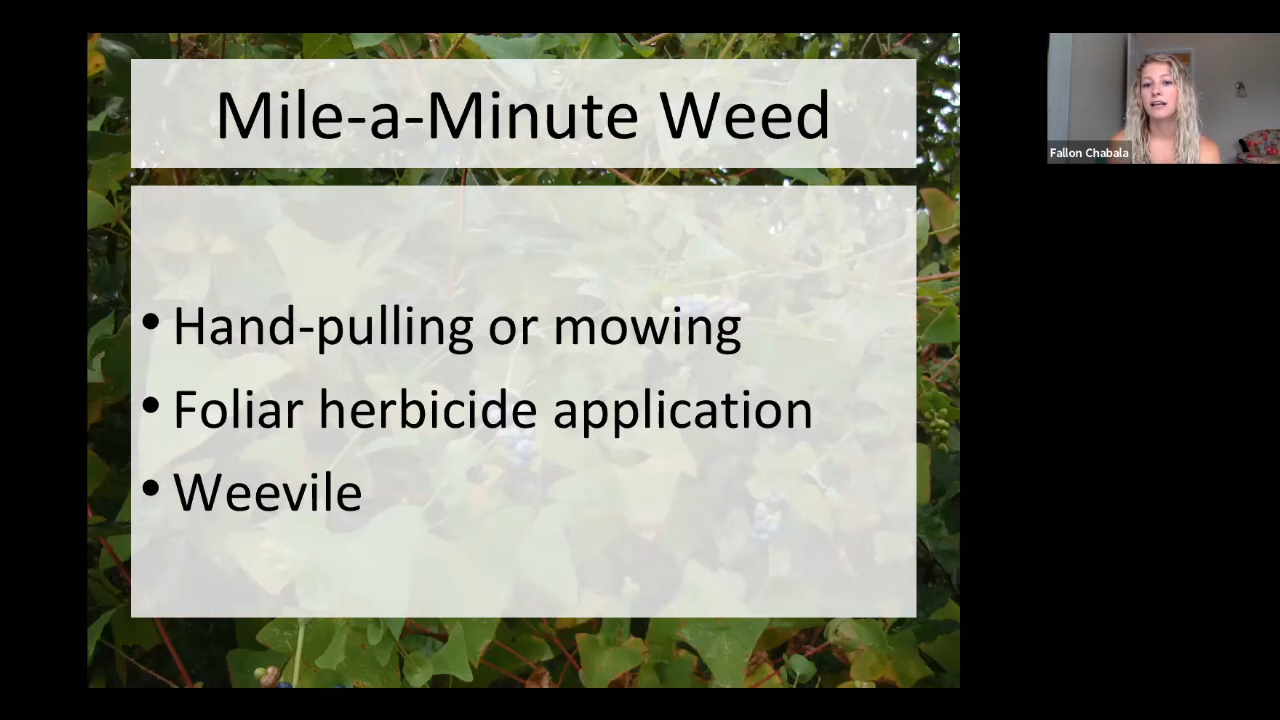 Mile-a-Minute Weed
• Hand-pulling or mowing
• Foliar herbicide application
• Weevile
Fallon Chabala